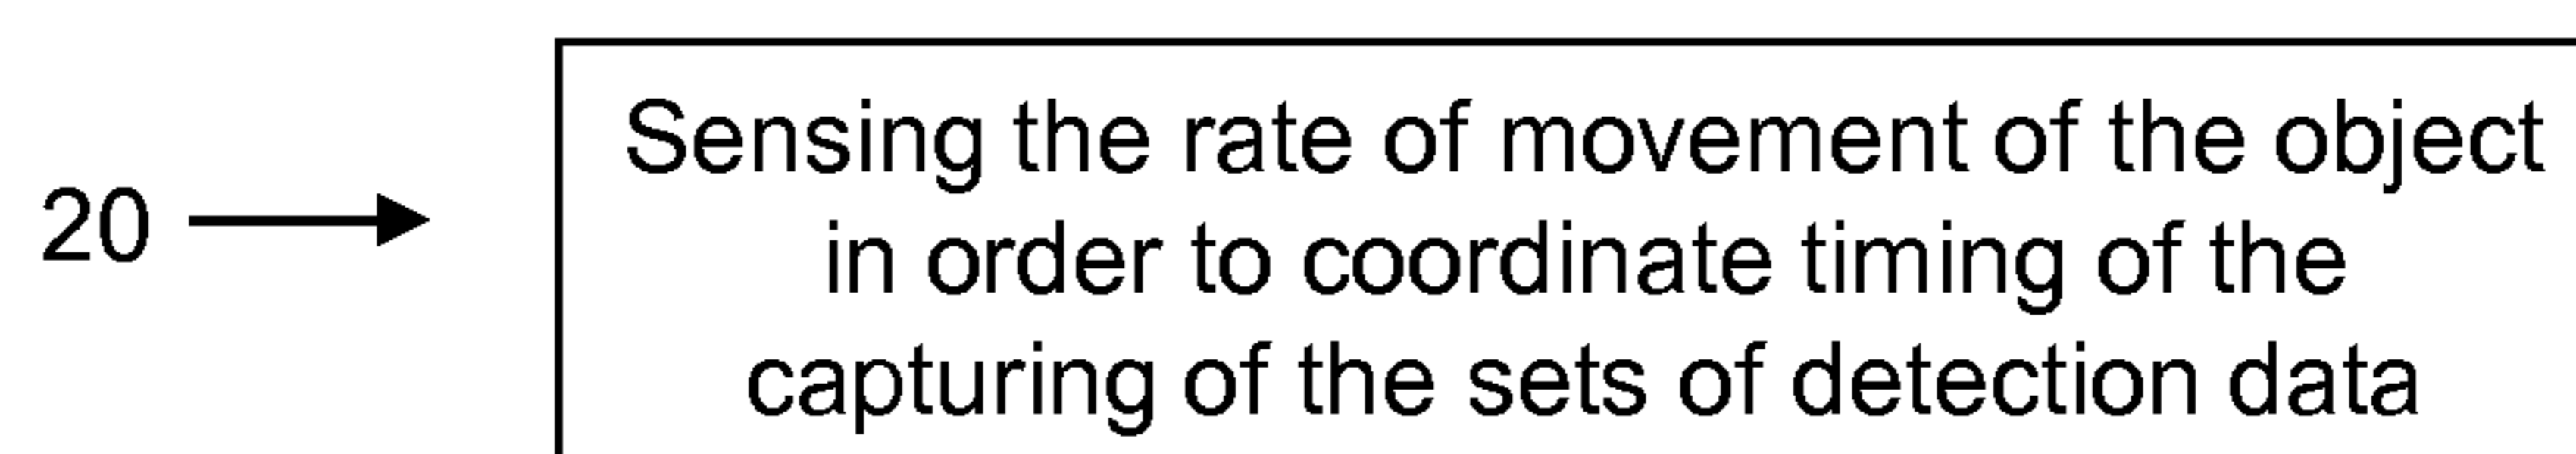 Sensing the rate of movement of the object
20
in order to coordinate timing of the
capturing of the sets of detection data